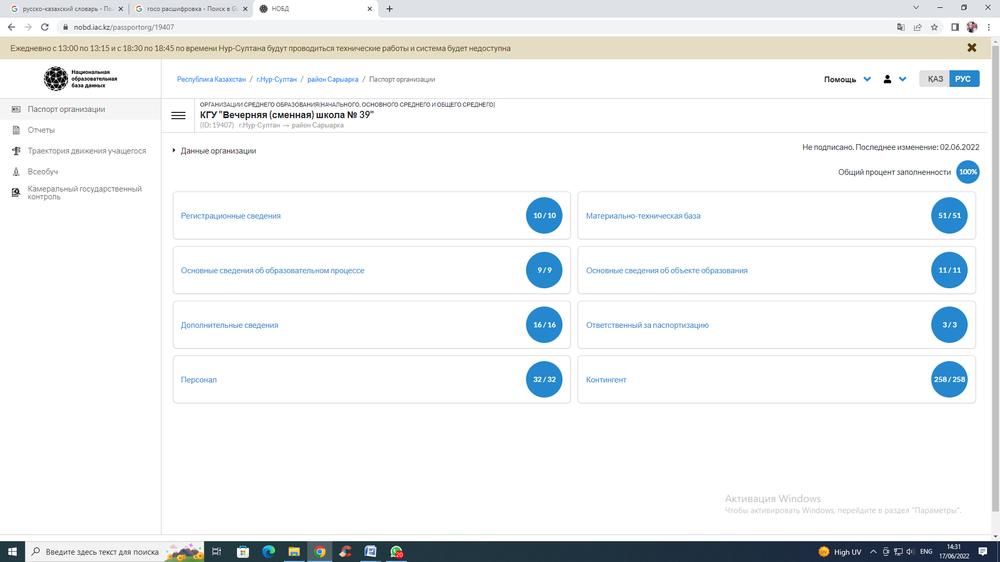 русско-казахский словарь - По
госо расшифровка - Поиск в Go
НОБД
nobd.iac.kz/passportorg/19407
Ежедневно с 13:00 по 13:15 и с 18:30 по 18:45 по времени Нур-Султана будут проводиться технические работы и система будет недоступна
Национальная
образовательная
база данных
Республика Казахстан / г.Нур-Султан / район Сарыарка / Паспорт организации
Помощь
ҚАЗ РУС
Паспорт организации
Отчеты
Траектория движения учащегося
Всеобуч
Камеральный государственный
контроль
ОРГАНИЗАЦИИ СРЕДНЕГО ОБРАЗОВАНИЯ(НАЧАЛЬНОГО, ОСНОВНОГО СРЕДНЕГО И ОБЩЕГО СРЕДНЕГО)
КГУ "Вечерняя (сменная) школа № 39"
(ID: 19407) г.Нур-Султан → район Сарыарка
Данные организации
Не подписано. Последнее изменение: 02.06.2022
Общий процент заполненности 100%
Регистрационные сведения 10 / 10
Материально-техническая база 51 / 51
Основные сведения об образовательном процессе 9 / 9
Основные сведения об объекте образования 11 / 11
Дополнительные сведения 16 / 16
Ответственный за паспортизацию 3 / 3
Персонал 32 / 32
Контингент 258 / 258
Активация Windows
Чтобы активировать Windows, перейдите в раздел "Параметры".
Введите здесь текст для поиска
20
UV
High UV
ENG
14:31
17/06/2022